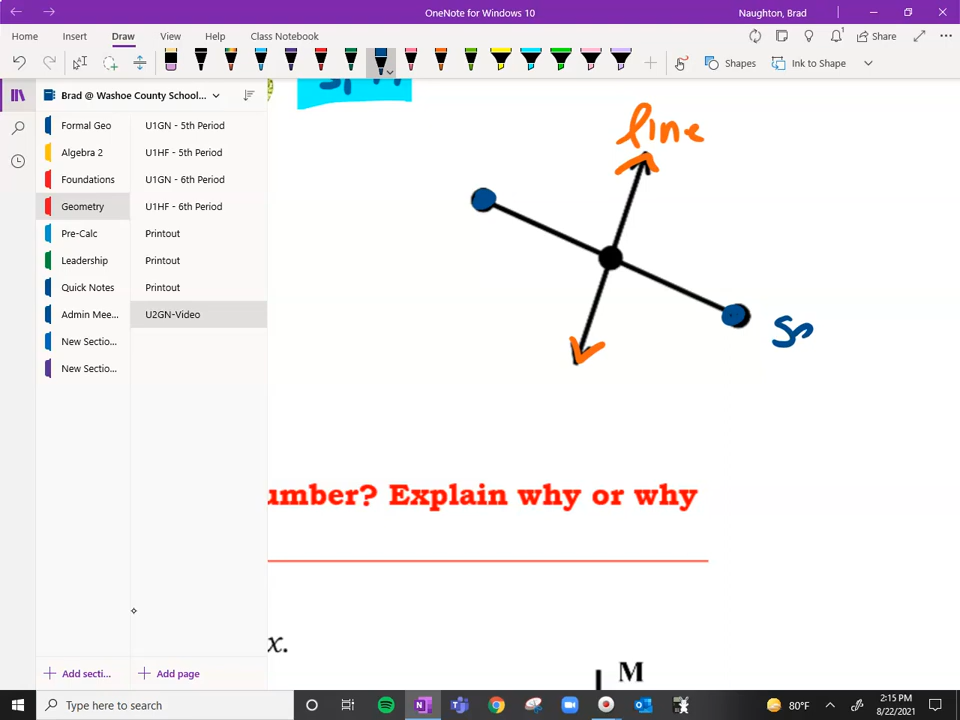 OneNote for Windows 10
Naughton, Brad
Home Insert Draw View Help Class Notebook
Share
Shapes
Ink to Shape
Brad @ Washoe County School...
Formal Geo
Algebra 2
Foundations
Geometry
Pre-Calc
Leadership
Quick Notes
Admin Mee...
New Sectio...
New Sectio...
Add secti...
U1GN - 5th Period
U1HF - 5th Period
U1GN - 6th Period
U1HF - 6th Period
Printout
Printout
Printout
U2GN-Video
Add page
line
umber? Explain why or why
x.
M
Type here to search
80°F
2:15 PM
8/22/2021